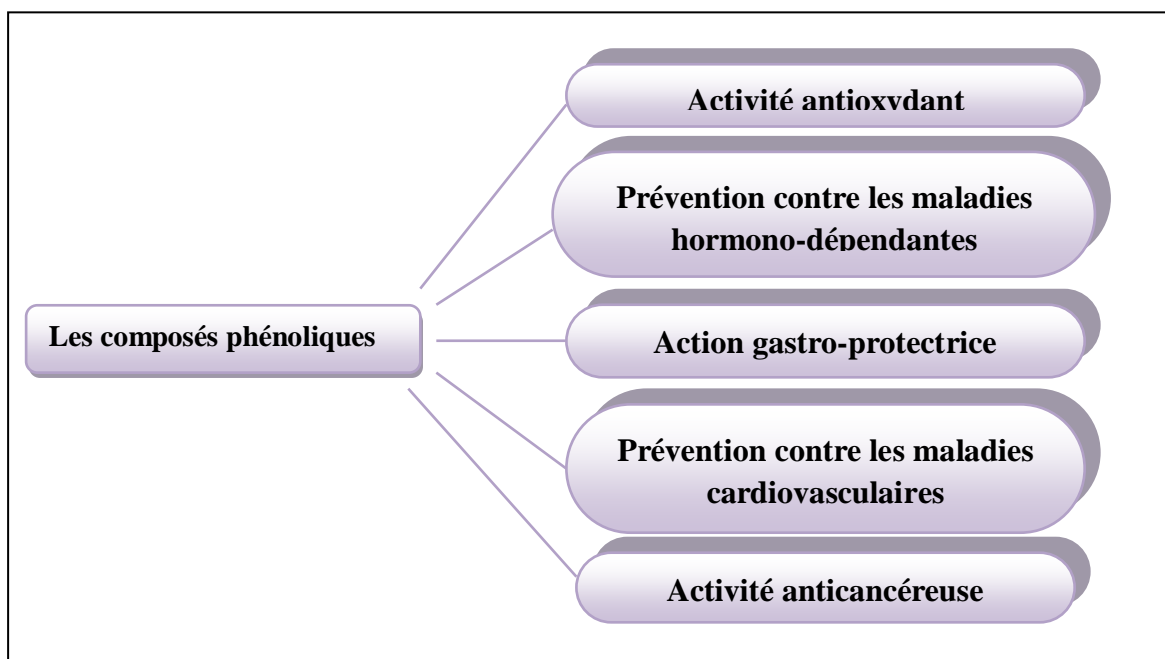 Activité antioxydant
Prévention contre les maladies
hormono-dépendantes
Les composés phénoliques
Action gastro-protectrice
Prévention contre les maladies
cardiovasculaires
Activité anticancéreuse